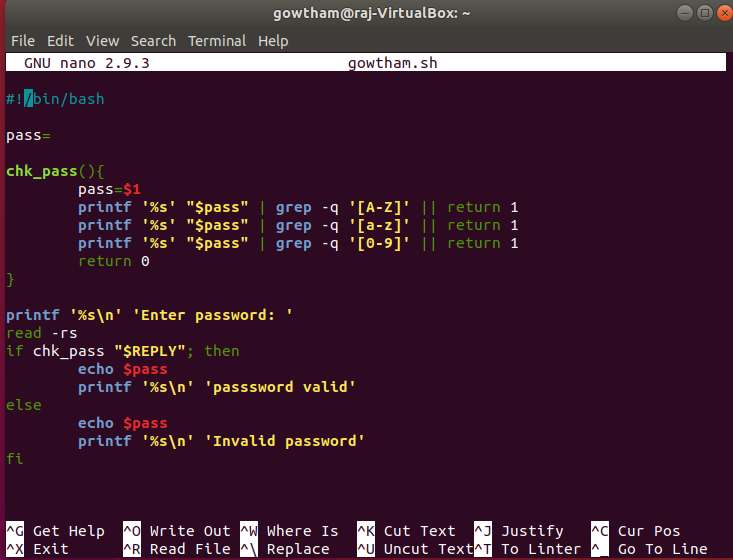 gowtham@raj-VirtualBox: ~
File Edit View Search Terminal Help
GNU nano 2.9.3 gowtham.sh
#!/bin/bash
pass=
chk_pass(){
        pass=$1
        printf '%s' "$pass" | grep -q '[A-Z]' || return 1
        printf '%s' "$pass" | grep -q '[a-z]' || return 1
        printf '%s' "$pass" | grep -q '[0-9]' || return 1
        return 0
}
printf '%s\n' 'Enter password: '
read -rs
if chk_pass "$REPLY"; then
        echo $pass
        printf '%s\n' 'passsword valid'
else
        echo $pass
        printf '%s\n' 'Invalid password'
fi
^G Get Help ^O Write Out ^W Where Is ^K Cut Text ^J Justify ^C Cur Pos
^X Exit ^R Read File ^\ Replace ^U Uncut Text ^T To Linter ^_ Go To Line